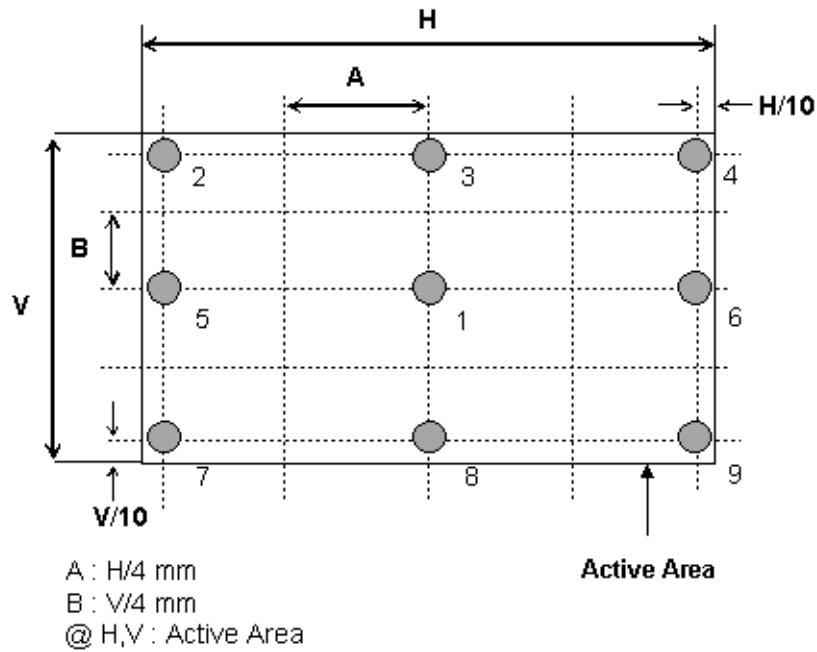 H
A
H/10
2
3
4
B
V
5
1
6
7
8
9
V/10
Active Area
A : H/4 mm
B : V/4 mm
@ H,V : Active Area